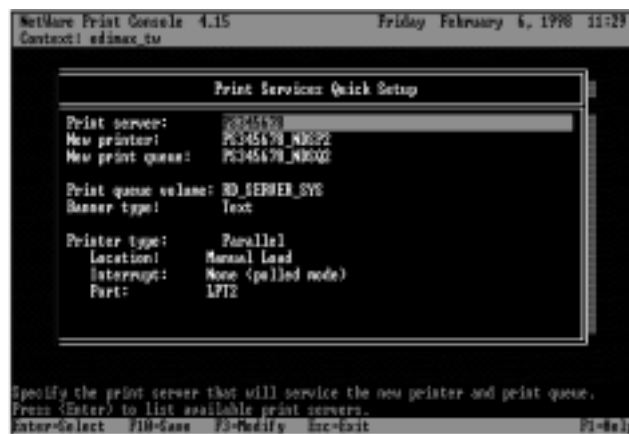 NetWare Print Console 4.15 Friday February 6, 1998 11:29
Context: edimax_tw
Print Services Quick Setup
Print server: PS345678
New printer: PS345678_NDSP2
New print queue: PS345678_NDSQ2
Print queue volume: RD_SERVER_SYS
Banner type: Text
Printer type: Parallel
Location: Manual Load
Interrupt: None (polled mode)
Port: LPT2
Specify the print server that will service the new printer and print queue.
Press <Enter> to list available print servers.
Enter=Select F10=Save F3=Modify Esc=Exit F1=Help